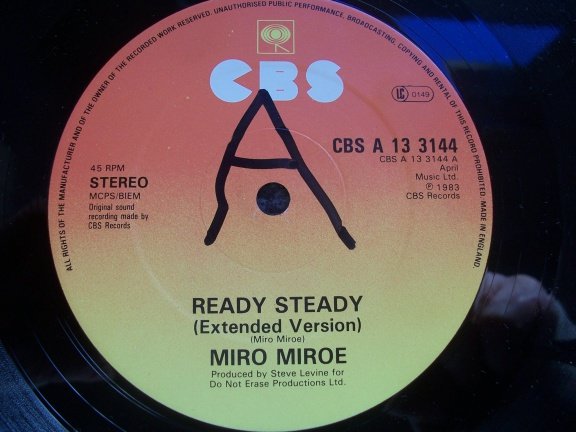 ALL RIGHTS OF THE MANUFACTURER AND OF THE OWNER OF THE RECORDED WORK RESERVED. UNAUTHORISED PUBLIC PERFORMANCE, BROADCASTING, COPYING AND RENTAL OF THIS RECORD PROHIBITED. MADE IN ENGLAND.
CBS
LC 0149
A
CBS A 13 3144
CBS A 13 3144 A
April
Music Ltd.
℗ 1983
CBS Records
45 RPM
STEREO
MCPS/BIEM
Original sound
recording made by
CBS Records
READY STEADY
(Extended Version)
(Miro Miroe)
MIRO MIROE
Produced by Steve Levine for
Do Not Erase Productions Ltd.